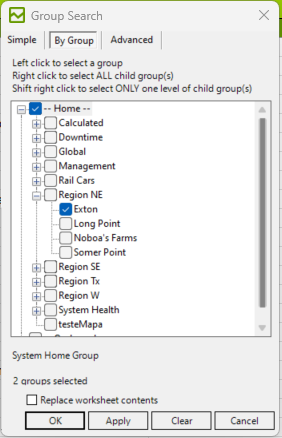 Group Search
Simple By Group Advanced
Left click to select a group
Right click to select ALL child group(s)
Shift right click to select ONLY one level of child group(s)
-- Home --
Calculated
Downtime
Global
Management
Rail Cars
Region NE
Exton
Long Point
Noboa's Farms
Somer Point
Region SE
Region Tx
Region W
System Health
testeMapa
System Home Group
2 groups selected
Replace worksheet contents
OK Apply Clear Cancel